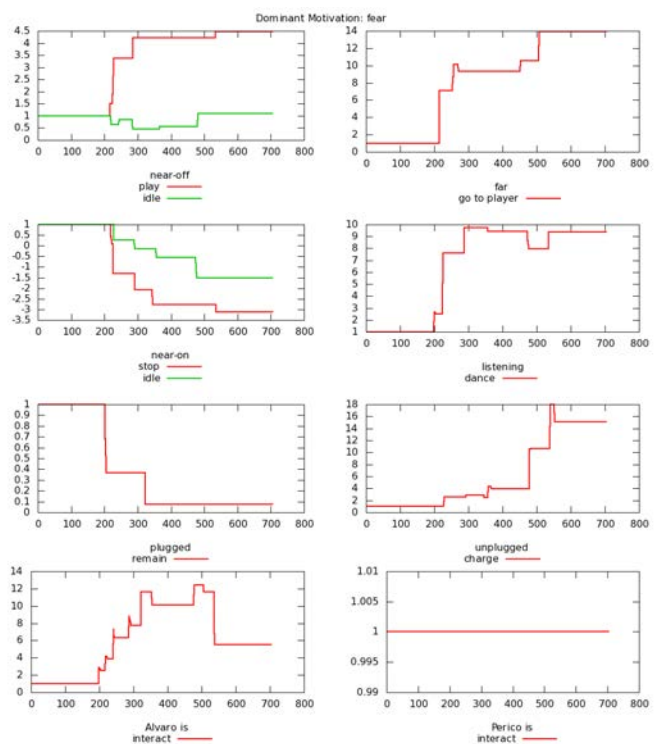 Dominant Motivation: fear
4.5
4
3.5
3
2.5
2
1.5
1
0.5
0
0 100 200 300 400 500 600 700 800
near-off
play
idle
14
12
10
8
6
4
2
0
0 100 200 300 400 500 600 700 800
far
go to player
1
0.5
0
-0.5
-1
-1.5
-2
-2.5
-3
-3.5
0 100 200 300 400 500 600 700 800
near-on
stop
idle
10
9
8
7
6
5
4
3
2
1
0 100 200 300 400 500 600 700 800
listening
dance
1
0.9
0.8
0.7
0.6
0.5
0.4
0.3
0.2
0.1
0
0 100 200 300 400 500 600 700 800
plugged
remain
18
16
14
12
10
8
6
4
2
0
0 100 200 300 400 500 600 700 800
unplugged
charge
14
12
10
8
6
4
2
0
0 100 200 300 400 500 600 700 800
Alvaro is
interact
1.01
1.005
1
0.995
0.99
0 100 200 300 400 500 600 700 800
Perico is
interact